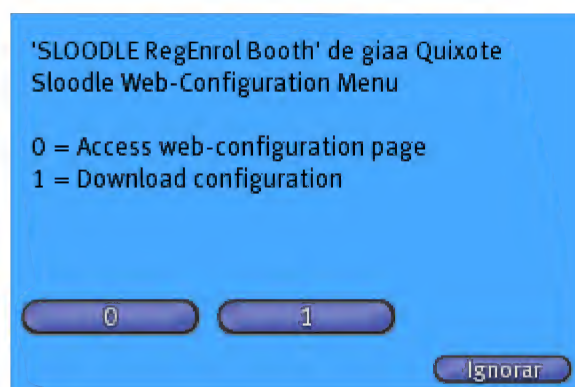 'SLOODLE RegEnrol Booth' de giaa Quixote
Sloodle Web-Configuration Menu
0 = Access web-configuration page
1 = Download configuration
0 1
Ignorar